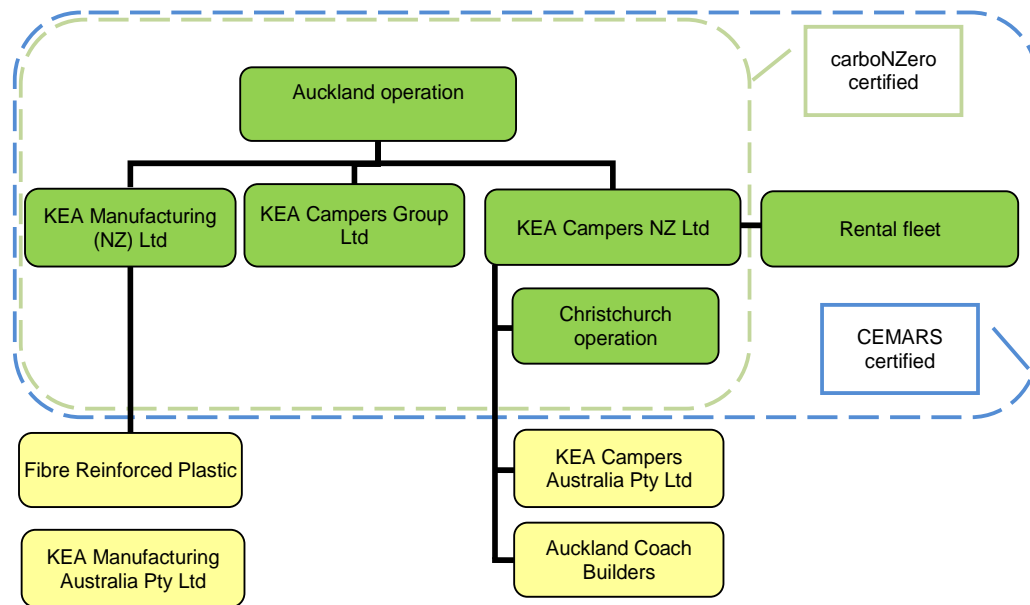 carboNZero
certified
Auckland operation
KEA Manufacturing
(NZ) Ltd
KEA Campers Group
Ltd
KEA Campers NZ Ltd
Rental fleet
Christchurch
operation
CEMARS
certified
Fibre Reinforced Plastic
KEA Campers
Australia Pty Ltd
KEA Manufacturing
Australia Pty Ltd
Auckland Coach
Builders